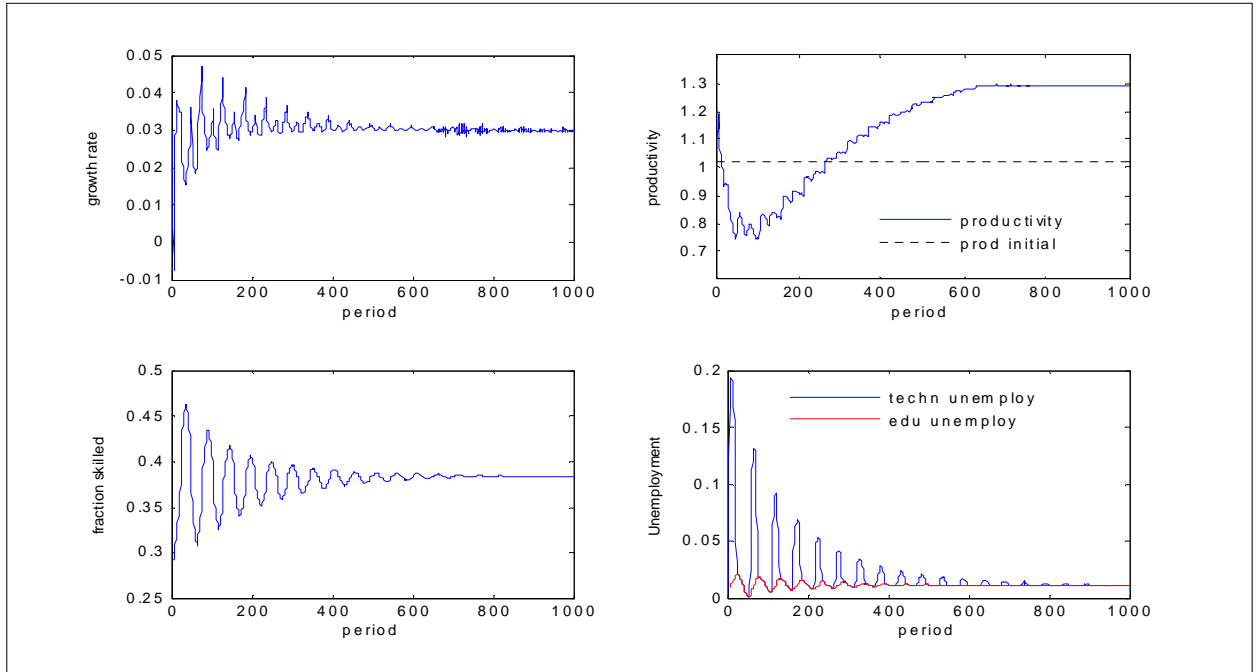 0.05
0.04
0.03
0.02
0.01
0
-0.01
growth rate
0 200 400 600 800 1000
period
1.3
1.2
1.1
1
0.9
0.8
0.7
productivity
productivity
prod initial
0 200 400 600 800 1000
period
0.5
0.45
0.4
0.35
0.3
0.25
fraction skilled
0 200 400 600 800 1000
period
0.2
0.15
0.1
0.05
0
Unemployment
techn unemploy
edu unemploy
0 200 400 600 800 1000
period